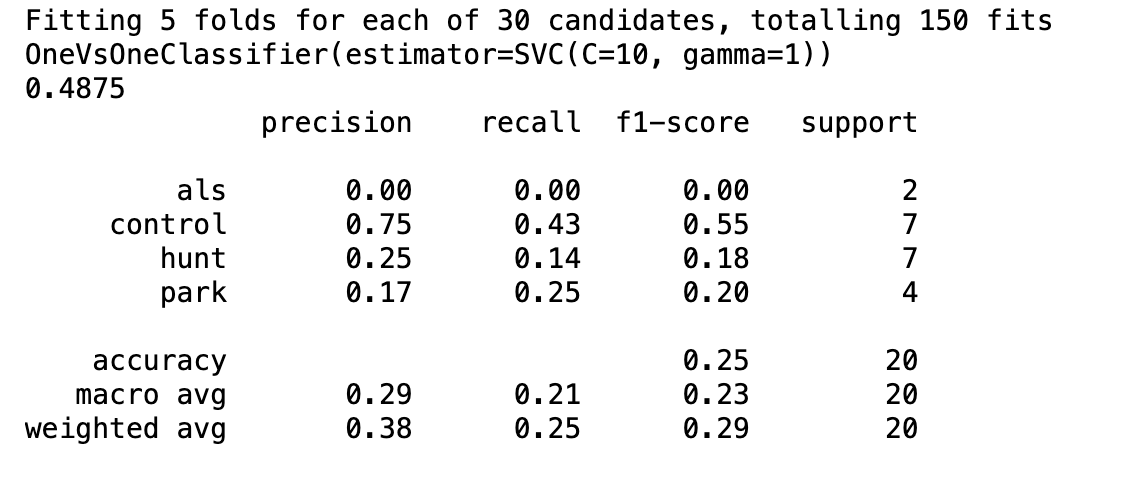 Fitting 5 folds for each of 30 candidates, totalling 150 fits
OneVsOneClassifier(estimator=SVC(C=10, gamma=1))
0.4875
precision recall f1-score support
als 0.00 0.00 0.00 2
control 0.75 0.43 0.55 7
hunt 0.25 0.14 0.18 7
park 0.17 0.25 0.20 4
accuracy 0.25 20
macro avg 0.29 0.21 0.23 20
weighted avg 0.38 0.25 0.29 20